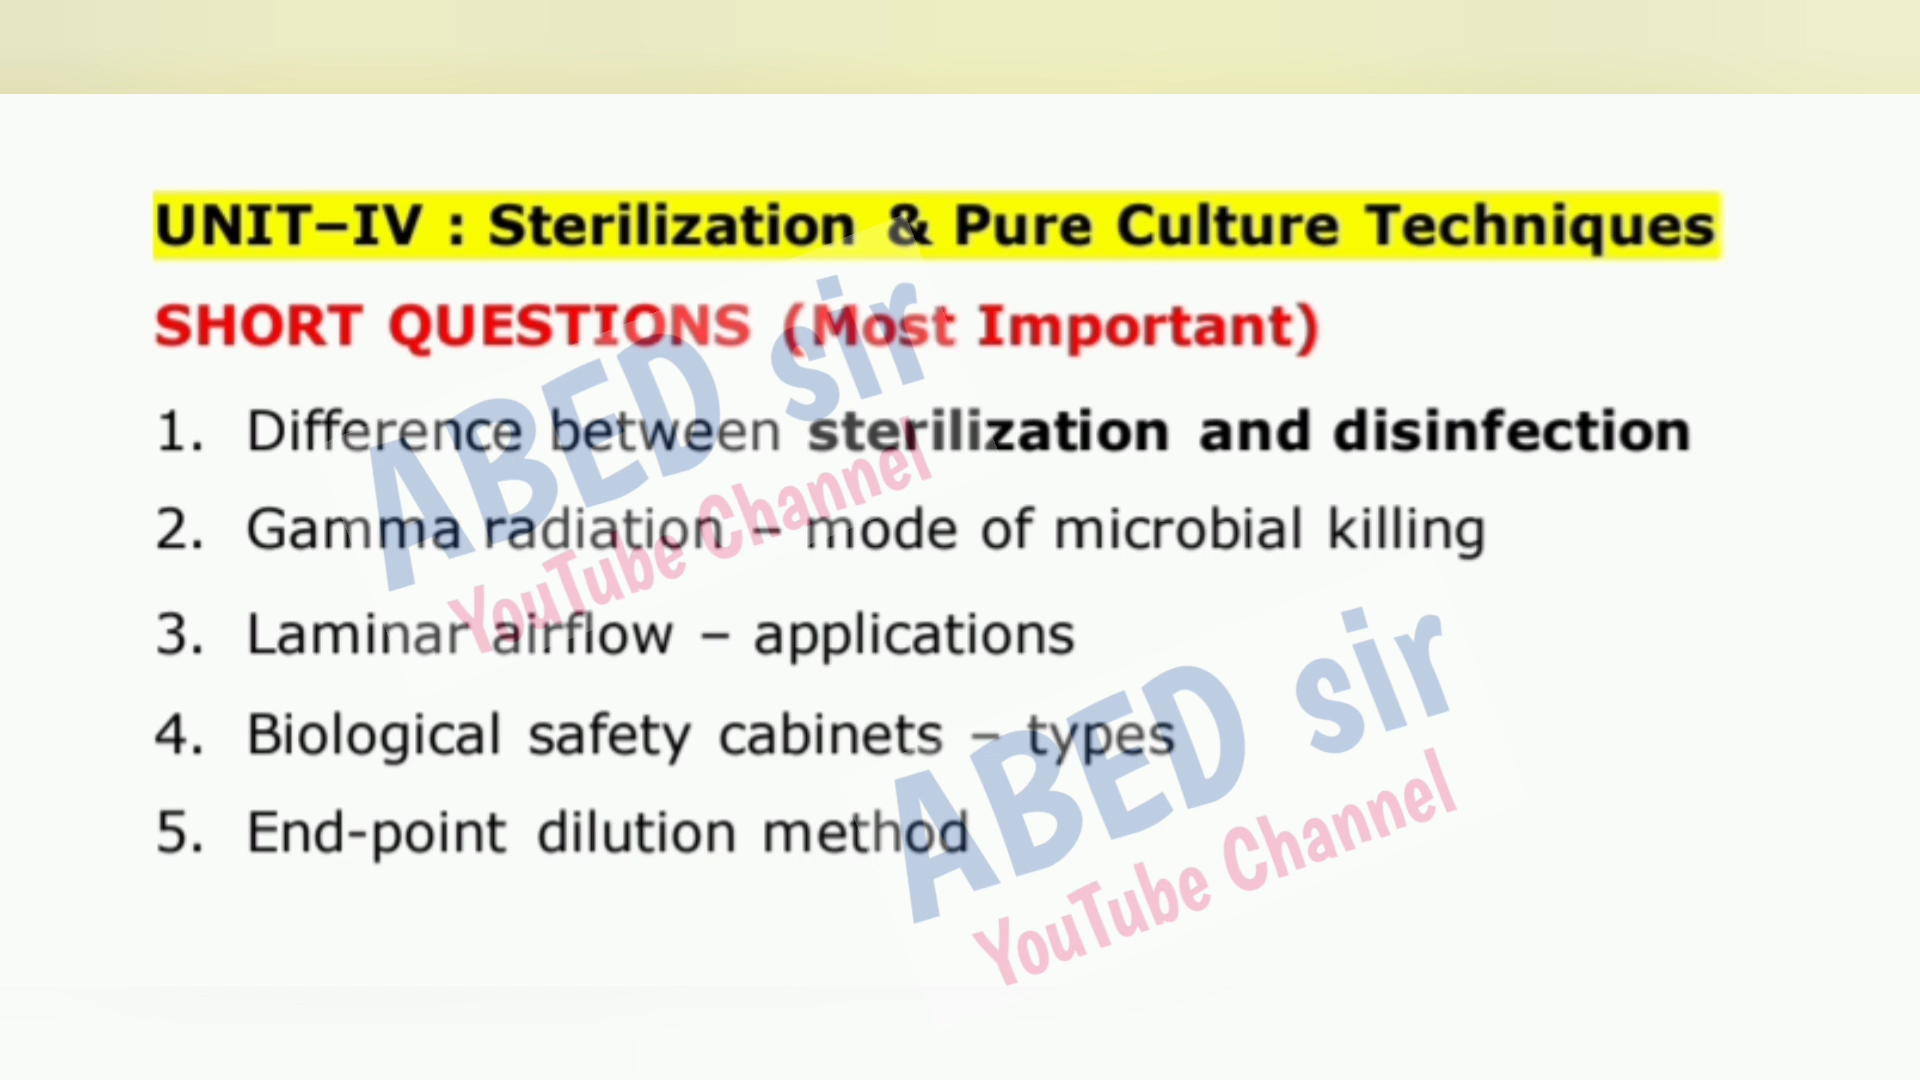 UNIT–IV : Sterilization & Pure Culture Techniques
SHORT QUESTIONS (Most Important)
1. Difference between sterilization and disinfection
2. Gamma radiation – mode of microbial killing
3. Laminar airflow – applications
4. Biological safety cabinets – types
5. End-point dilution method
ABED sir
YouTube Channel
ABED sir
YouTube Channel